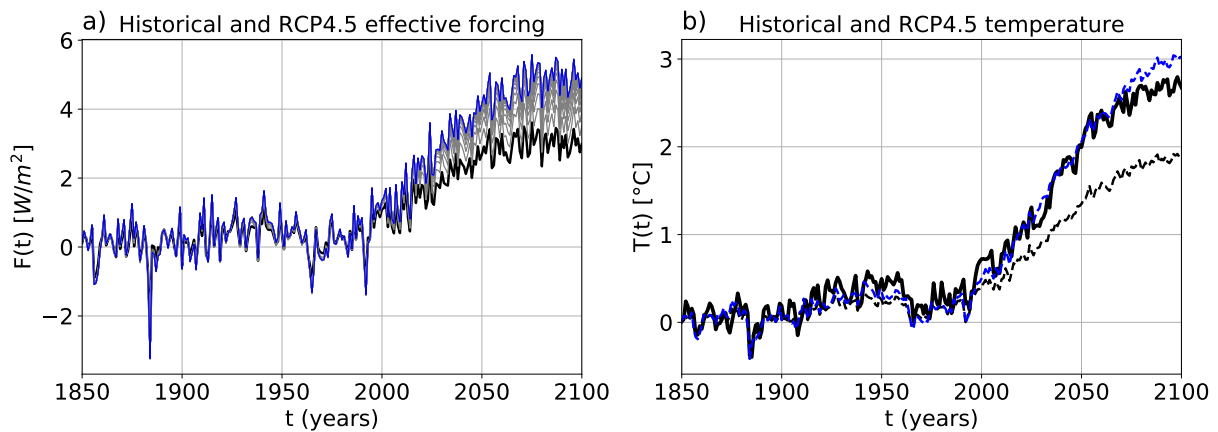 a) Historical and RCP4.5 effective forcing
F(t) [W/m²]
6
4
2
0
−2
1850 1900 1950 2000 2050 2100
t (years)
b) Historical and RCP4.5 temperature
T(t) [°C]
3
2
1
0
1850 1900 1950 2000 2050 2100
t (years)